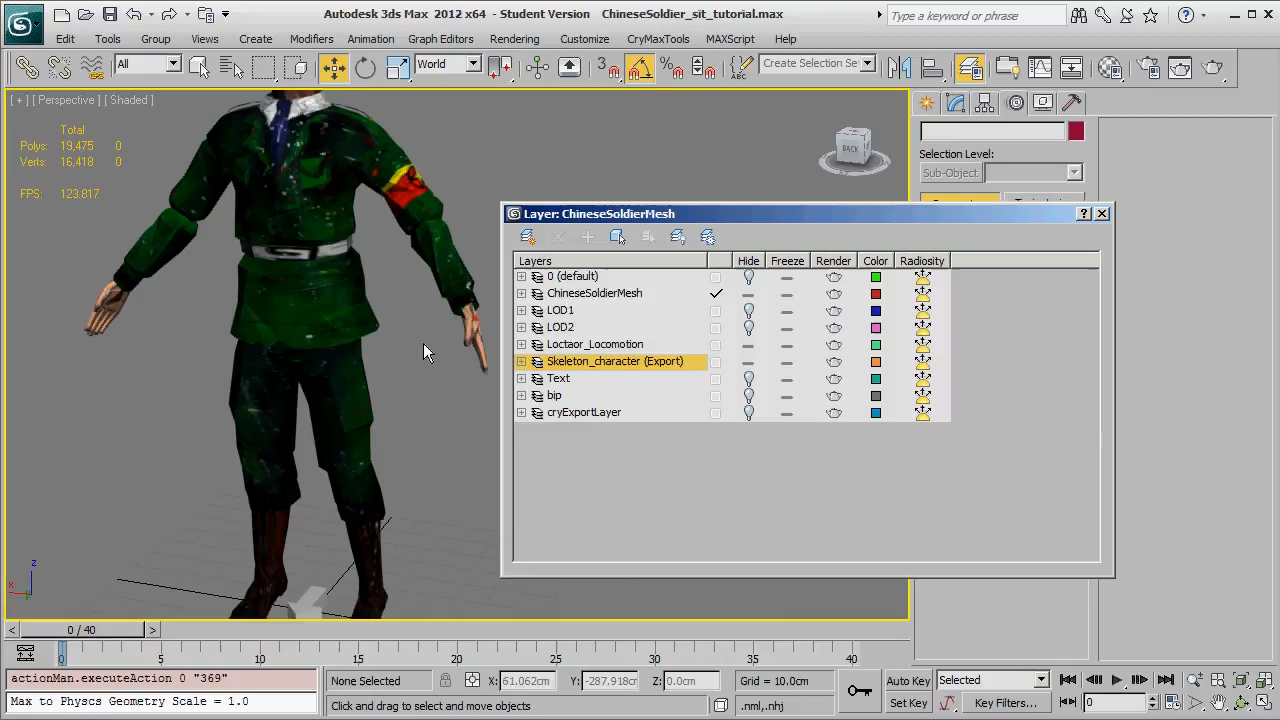 Autodesk 3ds Max 2012 x64 - Student Version ChineseSoldier_sit_tutorial.max
Type a keyword or phrase
Edit Tools Group Views Create Modifiers Animation Graph Editors Rendering Customize CryMaxTools MAXScript Help
All World Create Selection Se
[ + ] [ Perspective ] [ Shaded ]
Total
Polys: 19,475 0
Verts: 16,418 0
FPS: 123.817
BACK
Selection Level:
Sub-Object
Layer: ChineseSoldierMesh
Layers Hide Freeze Render Color Radiosity
0 (default)
ChineseSoldierMesh
LOD1
LOD2
Loctaor_Locomotion
Skeleton_character (Export)
Text
bip
cryExportLayer
z
x
0 / 40
0 5 10 15 20 25 30 35 40
actionMan.executeAction 0 "369"
Max to Physcs Geometry Scale = 1.0
None Selected X: 61.062cm Y: -287.918cm Z: 0.0cm Grid = 10.0cm Auto Key Selected
Click and drag to select and move objects .nml,.nhj Set Key Key Filters... 0